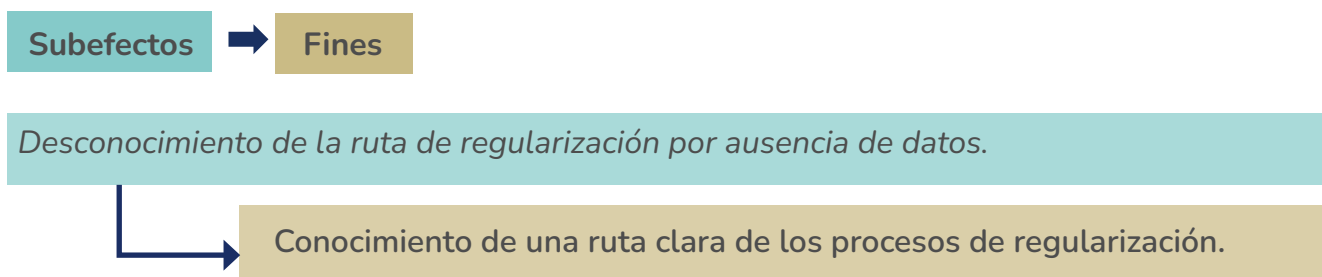 Subefectos
Fines
Desconocimiento de la ruta de regularización por ausencia de datos.
Conocimiento de una ruta clara de los procesos de regularización.